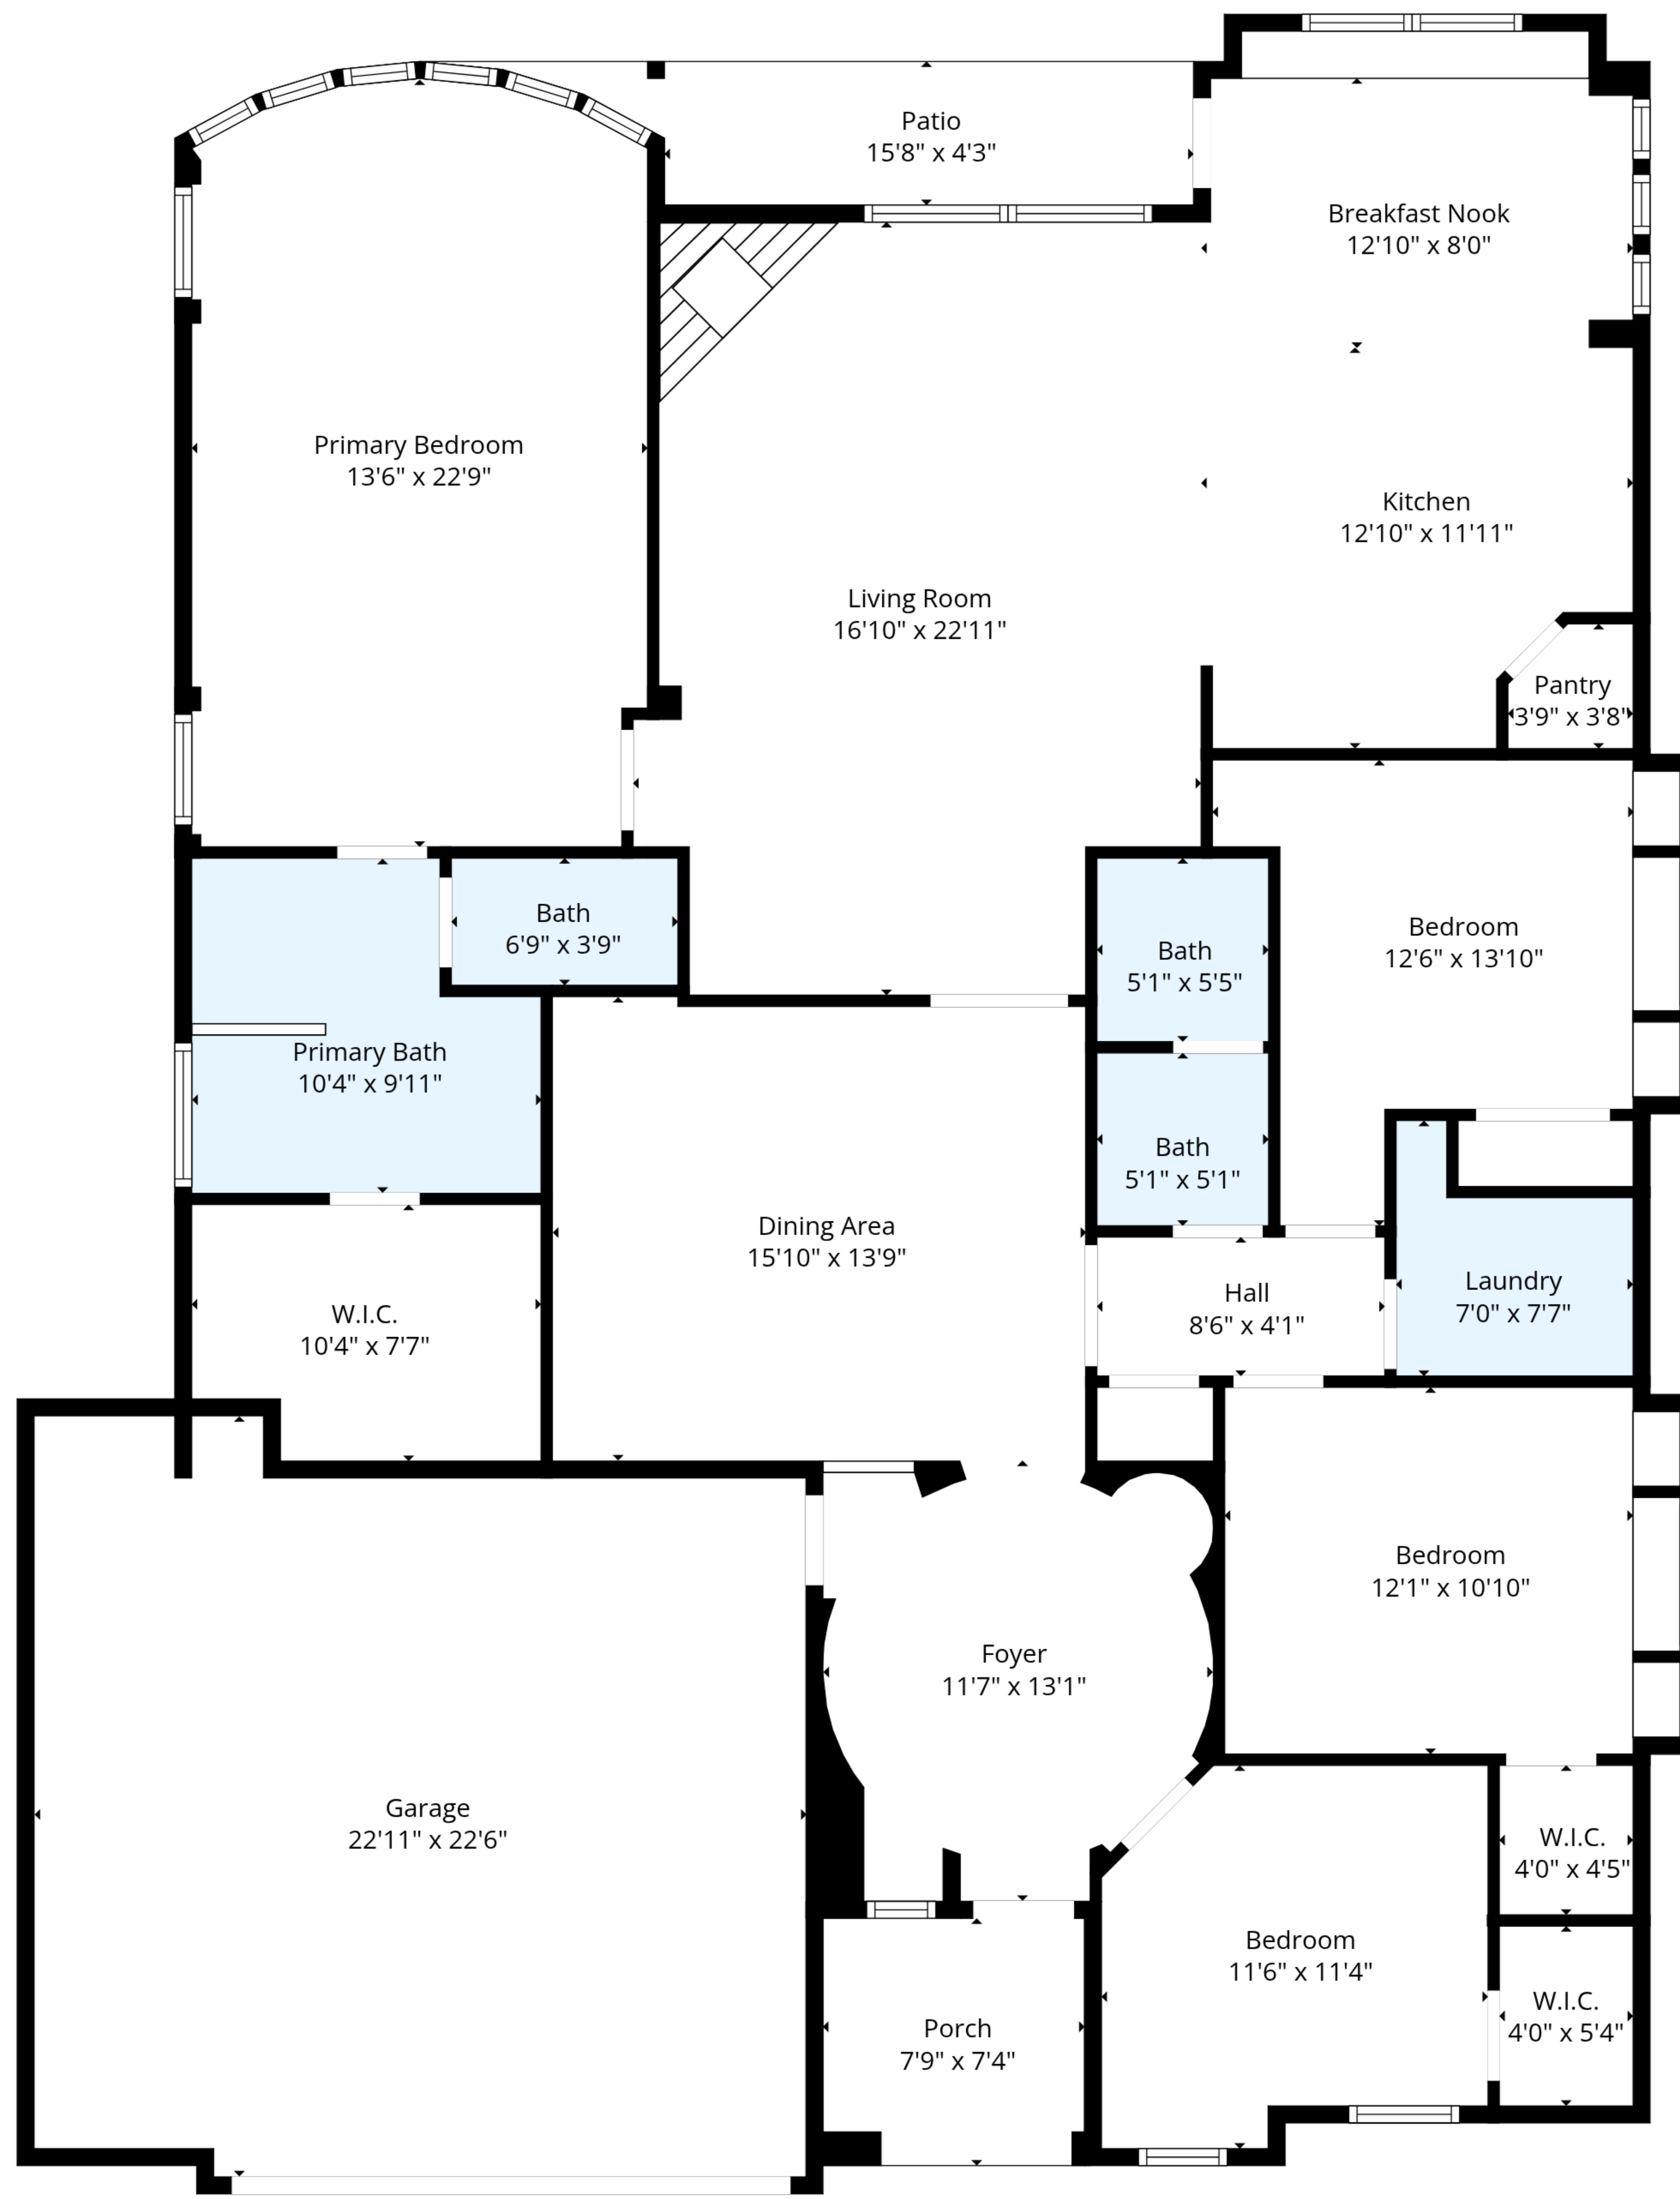 Patio
15'8" x 4'3"
Breakfast Nook
12'10" x 8'0"
Primary Bedroom
13'6" x 22'9"
Kitchen
12'10" x 11'11"
Living Room
16'10" x 22'11"
Pantry
3'9" x 3'8"
Bath
6'9" x 3'9"
Bath
5'1" x 5'5"
Bedroom
12'6" x 13'10"
Primary Bath
10'4" x 9'11"
Bath
5'1" x 5'1"
Dining Area
15'10" x 13'9"
Hall
8'6" x 4'1"
Laundry
7'0" x 7'7"
W.I.C.
10'4" x 7'7"
Bedroom
12'1" x 10'10"
Foyer
11'7" x 13'1"
Garage
22'11" x 22'6"
W.I.C.
4'0" x 4'5"
Bedroom
11'6" x 11'4"
W.I.C.
4'0" x 5'4"
Porch
7'9" x 7'4"